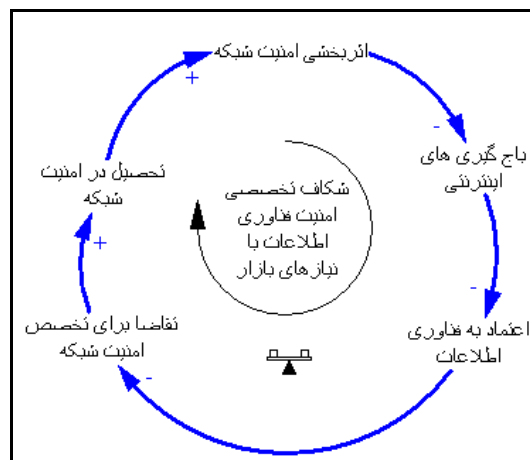 اثربخشی امنیت شبکه
+
-
باج گیری های
اینترنتی
تحصیل در امنیت
شبکه
شکاف تخصصی
امنیت فناوری
اطلاعات با
نیازهای بازار
+
-
تقاضا برای تخصص
امنیت شبکه
اعتماد به فناوری
اطلاعات
-